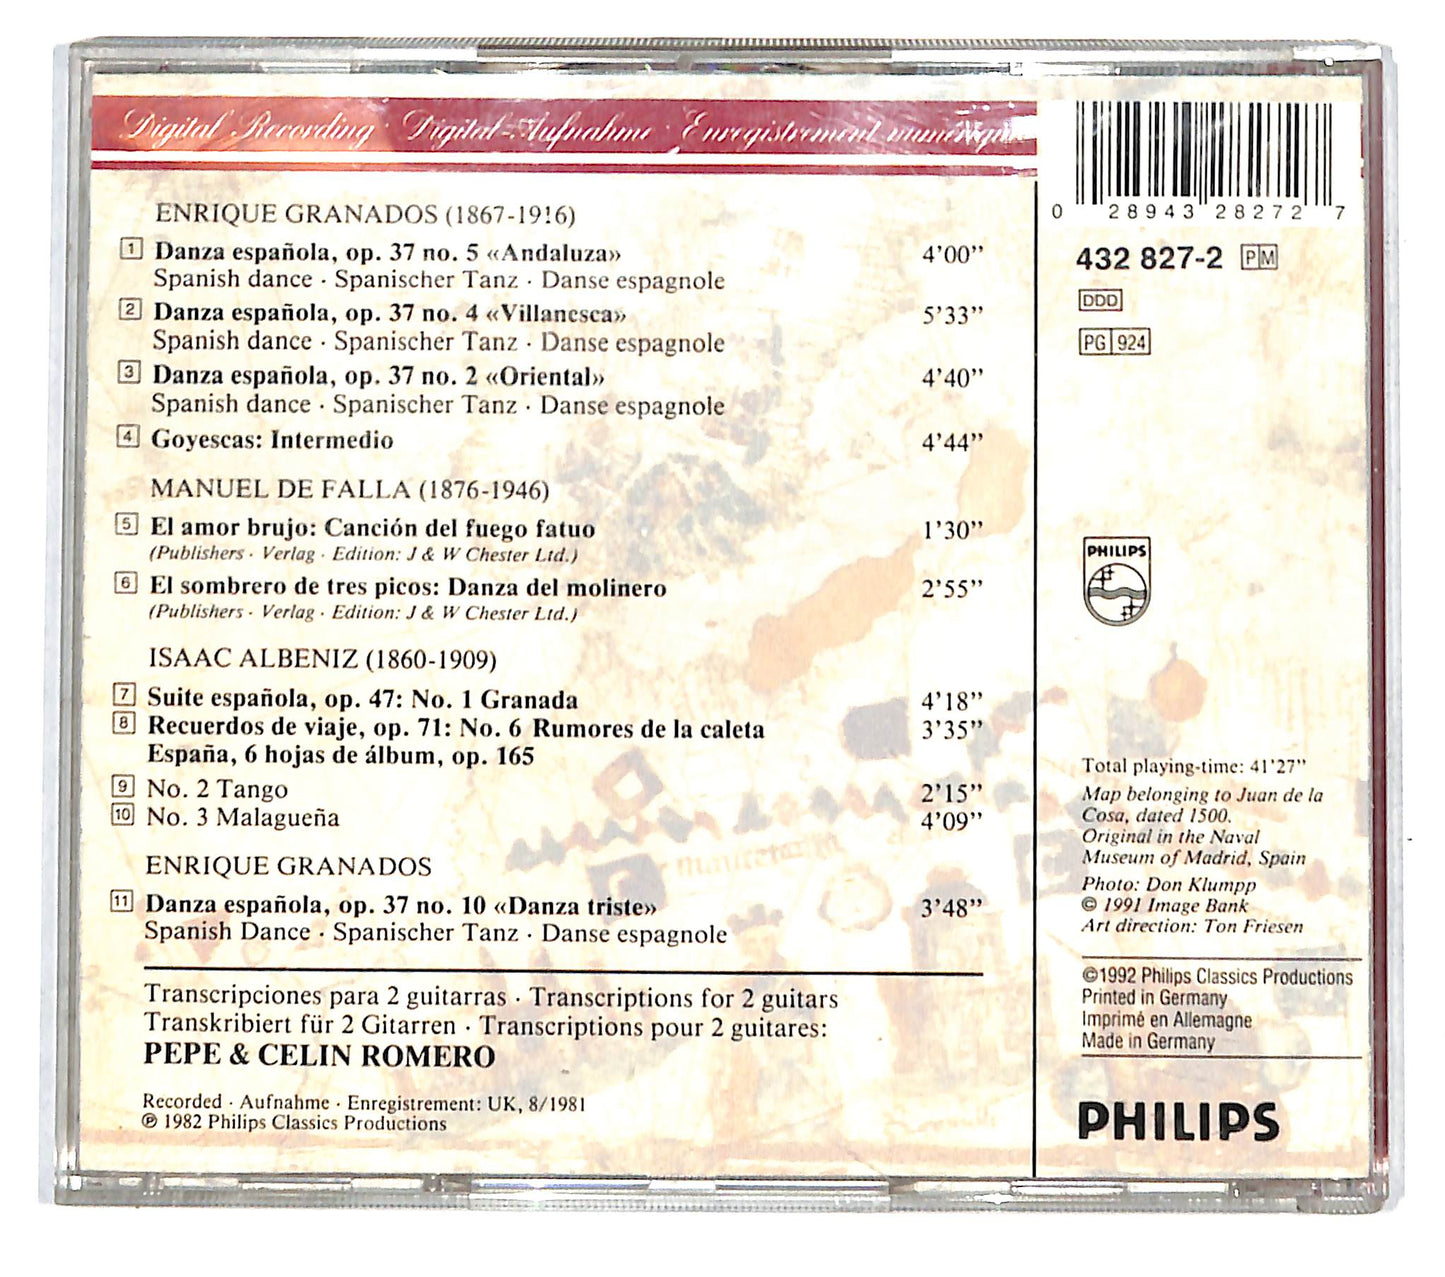 Digital Recording Digital-Aufnahme Enregistrement numérique
ENRIQUE GRANADOS (1867-1916)
1 Danza española, op. 37 no. 5 «Andaluza» 4’00”
Spanish dance · Spanischer Tanz · Danse espagnole
2 Danza española, op. 37 no. 4 «Villanesca» 5’33”
Spanish dance · Spanischer Tanz · Danse espagnole
3 Danza española, op. 37 no. 2 «Oriental» 4’40”
Spanish dance · Spanischer Tanz · Danse espagnole
4 Goyescas: Intermedio 4’44”
MANUEL DE FALLA (1876-1946)
5 El amor brujo: Canción del fuego fatuo 1’30”
(Publishers · Verlag · Edition: J & W Chester Ltd.)
6 El sombrero de tres picos: Danza del molinero 2’55”
(Publishers · Verlag · Edition: J & W Chester Ltd.)
ISAAC ALBENIZ (1860-1909)
7 Suite española, op. 47: No. 1 Granada 4’18”
8 Recuerdos de viaje, op. 71: No. 6 Rumores de la caleta 3’35”
España, 6 hojas de álbum, op. 165
9 No. 2 Tango 2’15”
10 No. 3 Malagueña 4’09”
ENRIQUE GRANADOS
11 Danza española, op. 37 no. 10 «Danza triste» 3’48”
Spanish Dance · Spanischer Tanz · Danse espagnole
Transcripciones para 2 guitarras · Transcriptions for 2 guitars
Transkribiert für 2 Gitarren · Transcriptions pour 2 guitares:
PEPE & CELIN ROMERO
Recorded · Aufnahme · Enregistrement: UK, 8/1981
℗ 1982 Philips Classics Productions
0 28943 28272 7
432 827-2 PM
DDD
PG 924
PHILIPS
Total playing-time: 41’27”
Map belonging to Juan de la
Cosa, dated 1500.
Original in the Naval
Museum of Madrid, Spain
Photo: Don Klumpp
© 1991 Image Bank
Art direction: Ton Friesen
©1992 Philips Classics Productions
Printed in Germany
Imprimé en Allemagne
Made in Germany
PHILIPS